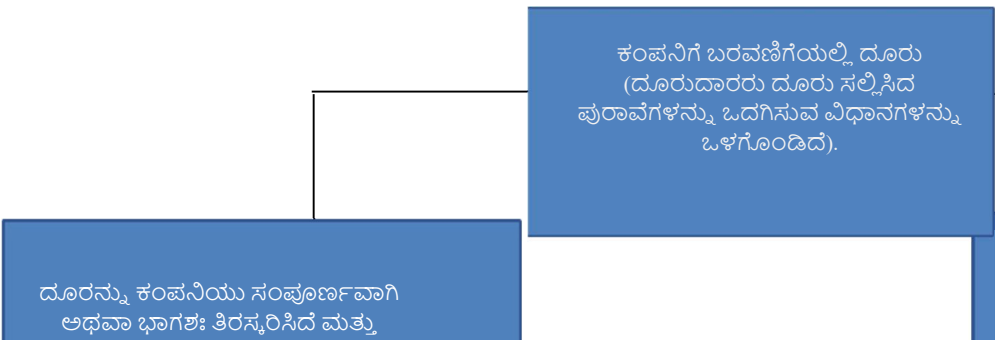 ಕಂಪನಿಗೆ ಬರವಣಿಗೆಯಲ್ಲಿ ದೂರು
(ದೂರುದಾರರು ದೂರು ಸಲ್ಲಿಸಿದ
ಪುರಾವೆಗಳನ್ನು ಒದಗಿಸುವ ವಿಧಾನಗಳನ್ನು
ಒಳಗೊಂಡಿದೆ).
ದೂರನ್ನು ಕಂಪನಿಯು ಸಂಪೂರ್ಣವಾಗಿ
ಅಥವಾ ಭಾಗಶಃ ತಿರಸ್ಕರಿಸಿದೆ ಮತ್ತು